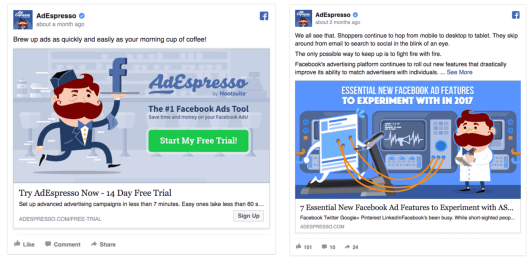 AdEspresso
about a month ago
Brew up ads as quickly and easily as your morning cup of coffee!
AdEspresso
by Hootsuite
The #1 Facebook Ads Tool
Save time and money on your Facebook Ads!
Start My Free Trial!
Try AdEspresso Now - 14 Day Free Trial
Set up advanced advertising campaigns in less than 7 minutes. Easy ones take less than 60 s...
ADESPRESSO.COM/FREE-TRIAL
Sign Up
Like Comment Share
AdEspresso
about 2 months ago
We all see that. Shoppers continue to hop from mobile to desktop to tablet. They skip
around from email to search to social in the blink of an eye.
The only possible way to keep up is to fight fire with fire.
Facebook's advertising platform continues to roll out new features that drastically
improve its ability to match advertisers with individuals. ... See More
ESSENTIAL NEW FACEBOOK AD FEATURES
TO EXPERIMENT WITH IN 2017
7 Essential New Facebook Ad Features to Experiment with AS...
Facebook Twitter Google+ Pinterest LinkedInFacebook's been busy. While short-sighted peopl...
ADESPRESSO.COM
101 10 24